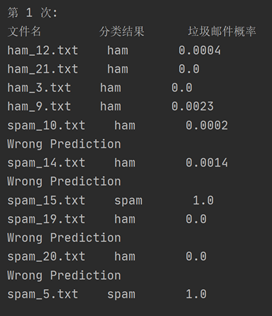 第 1 次:
文件名 分类结果 垃圾邮件概率
ham_12.txt ham 0.0004
ham_21.txt ham 0.0
ham_3.txt ham 0.0
ham_9.txt ham 0.0023
spam_10.txt ham 0.0002
Wrong Prediction
spam_14.txt ham 0.0014
Wrong Prediction
spam_15.txt spam 1.0
spam_19.txt ham 0.0
Wrong Prediction
spam_20.txt ham 0.0
Wrong Prediction
spam_5.txt spam 1.0